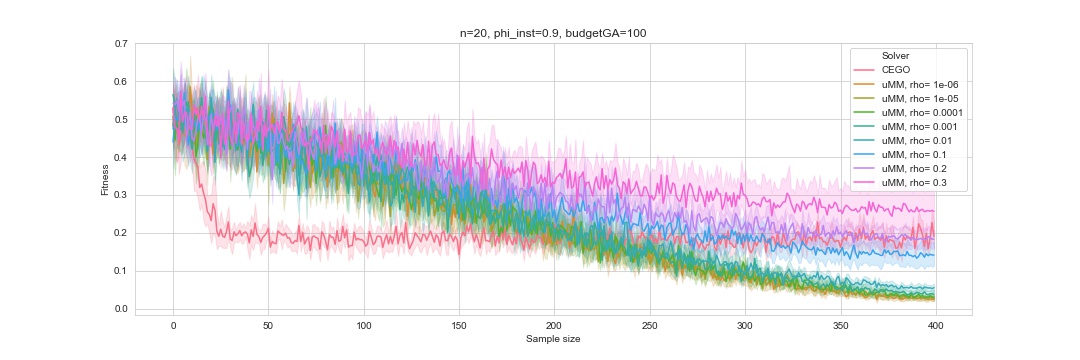 n=20, phi_inst=0.9, budgetGA=100
Fitness
0.7
0.6
0.5
0.4
0.3
0.2
0.1
0.0
Solver
CEGO
uMM, rho= 1e-06
uMM, rho= 1e-05
uMM, rho= 0.0001
uMM, rho= 0.001
uMM, rho= 0.01
uMM, rho= 0.1
uMM, rho= 0.2
uMM, rho= 0.3
0 50 100 150 200 250 300 350 400
Sample size